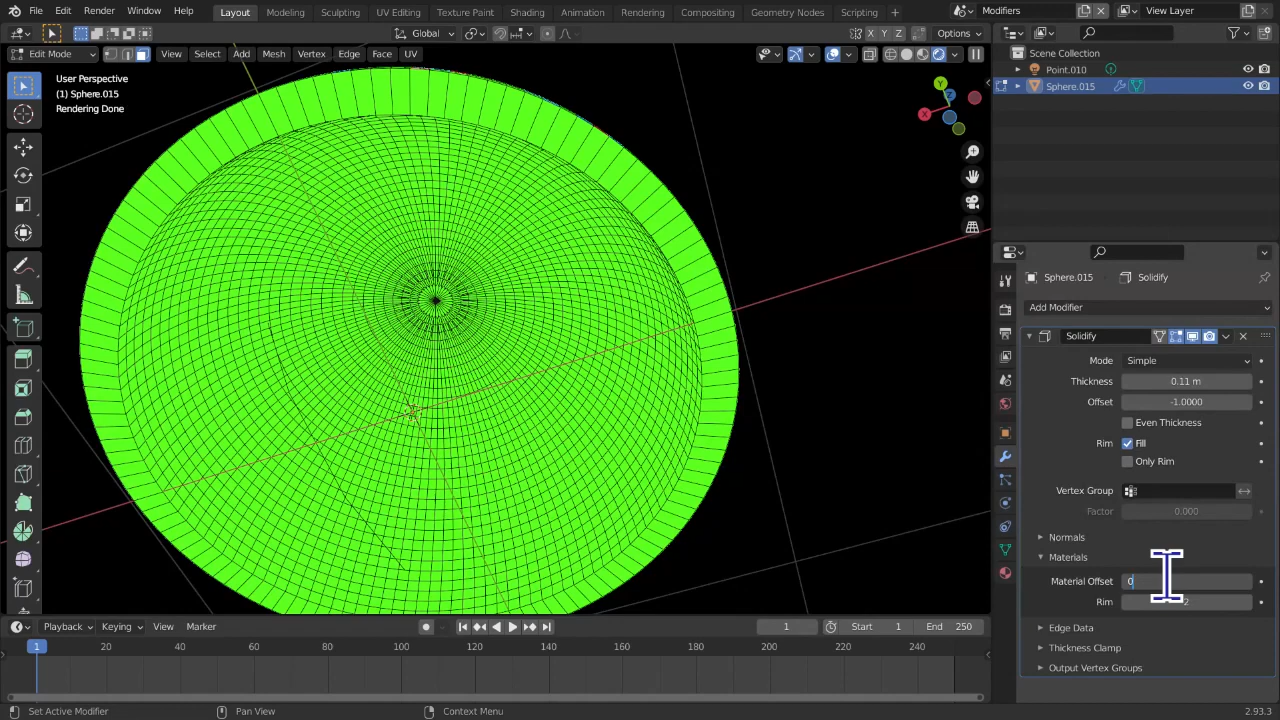 File Edit Render Window Help Layout Modeling Sculpting UV Editing Texture Paint Shading Animation Rendering Compositing Geometry Nodes Scripting + Modifiers View Layer
Global X Y Z Options
Edit Mode View Select Add Mesh Vertex Edge Face UV
User Perspective
(1) Sphere.015
Rendering Done
Y
Z
X
Scene Collection
Point.010
Sphere.015
Sphere.015 Solidify
Add Modifier
Solidify
Mode Simple
Thickness 0.11 m
Offset -1.0000
Even Thickness
Rim Fill
Only Rim
Vertex Group
Factor 0.000
Normals
Materials
Material Offset 0
Rim 2
Edge Data
Thickness Clamp
Output Vertex Groups
Playback Keying View Marker 1 Start 1 End 250
1 20 40 60 80 100 120 140 160 180 200 220 240
Set Active Modifier Pan View Context Menu 2.93.3